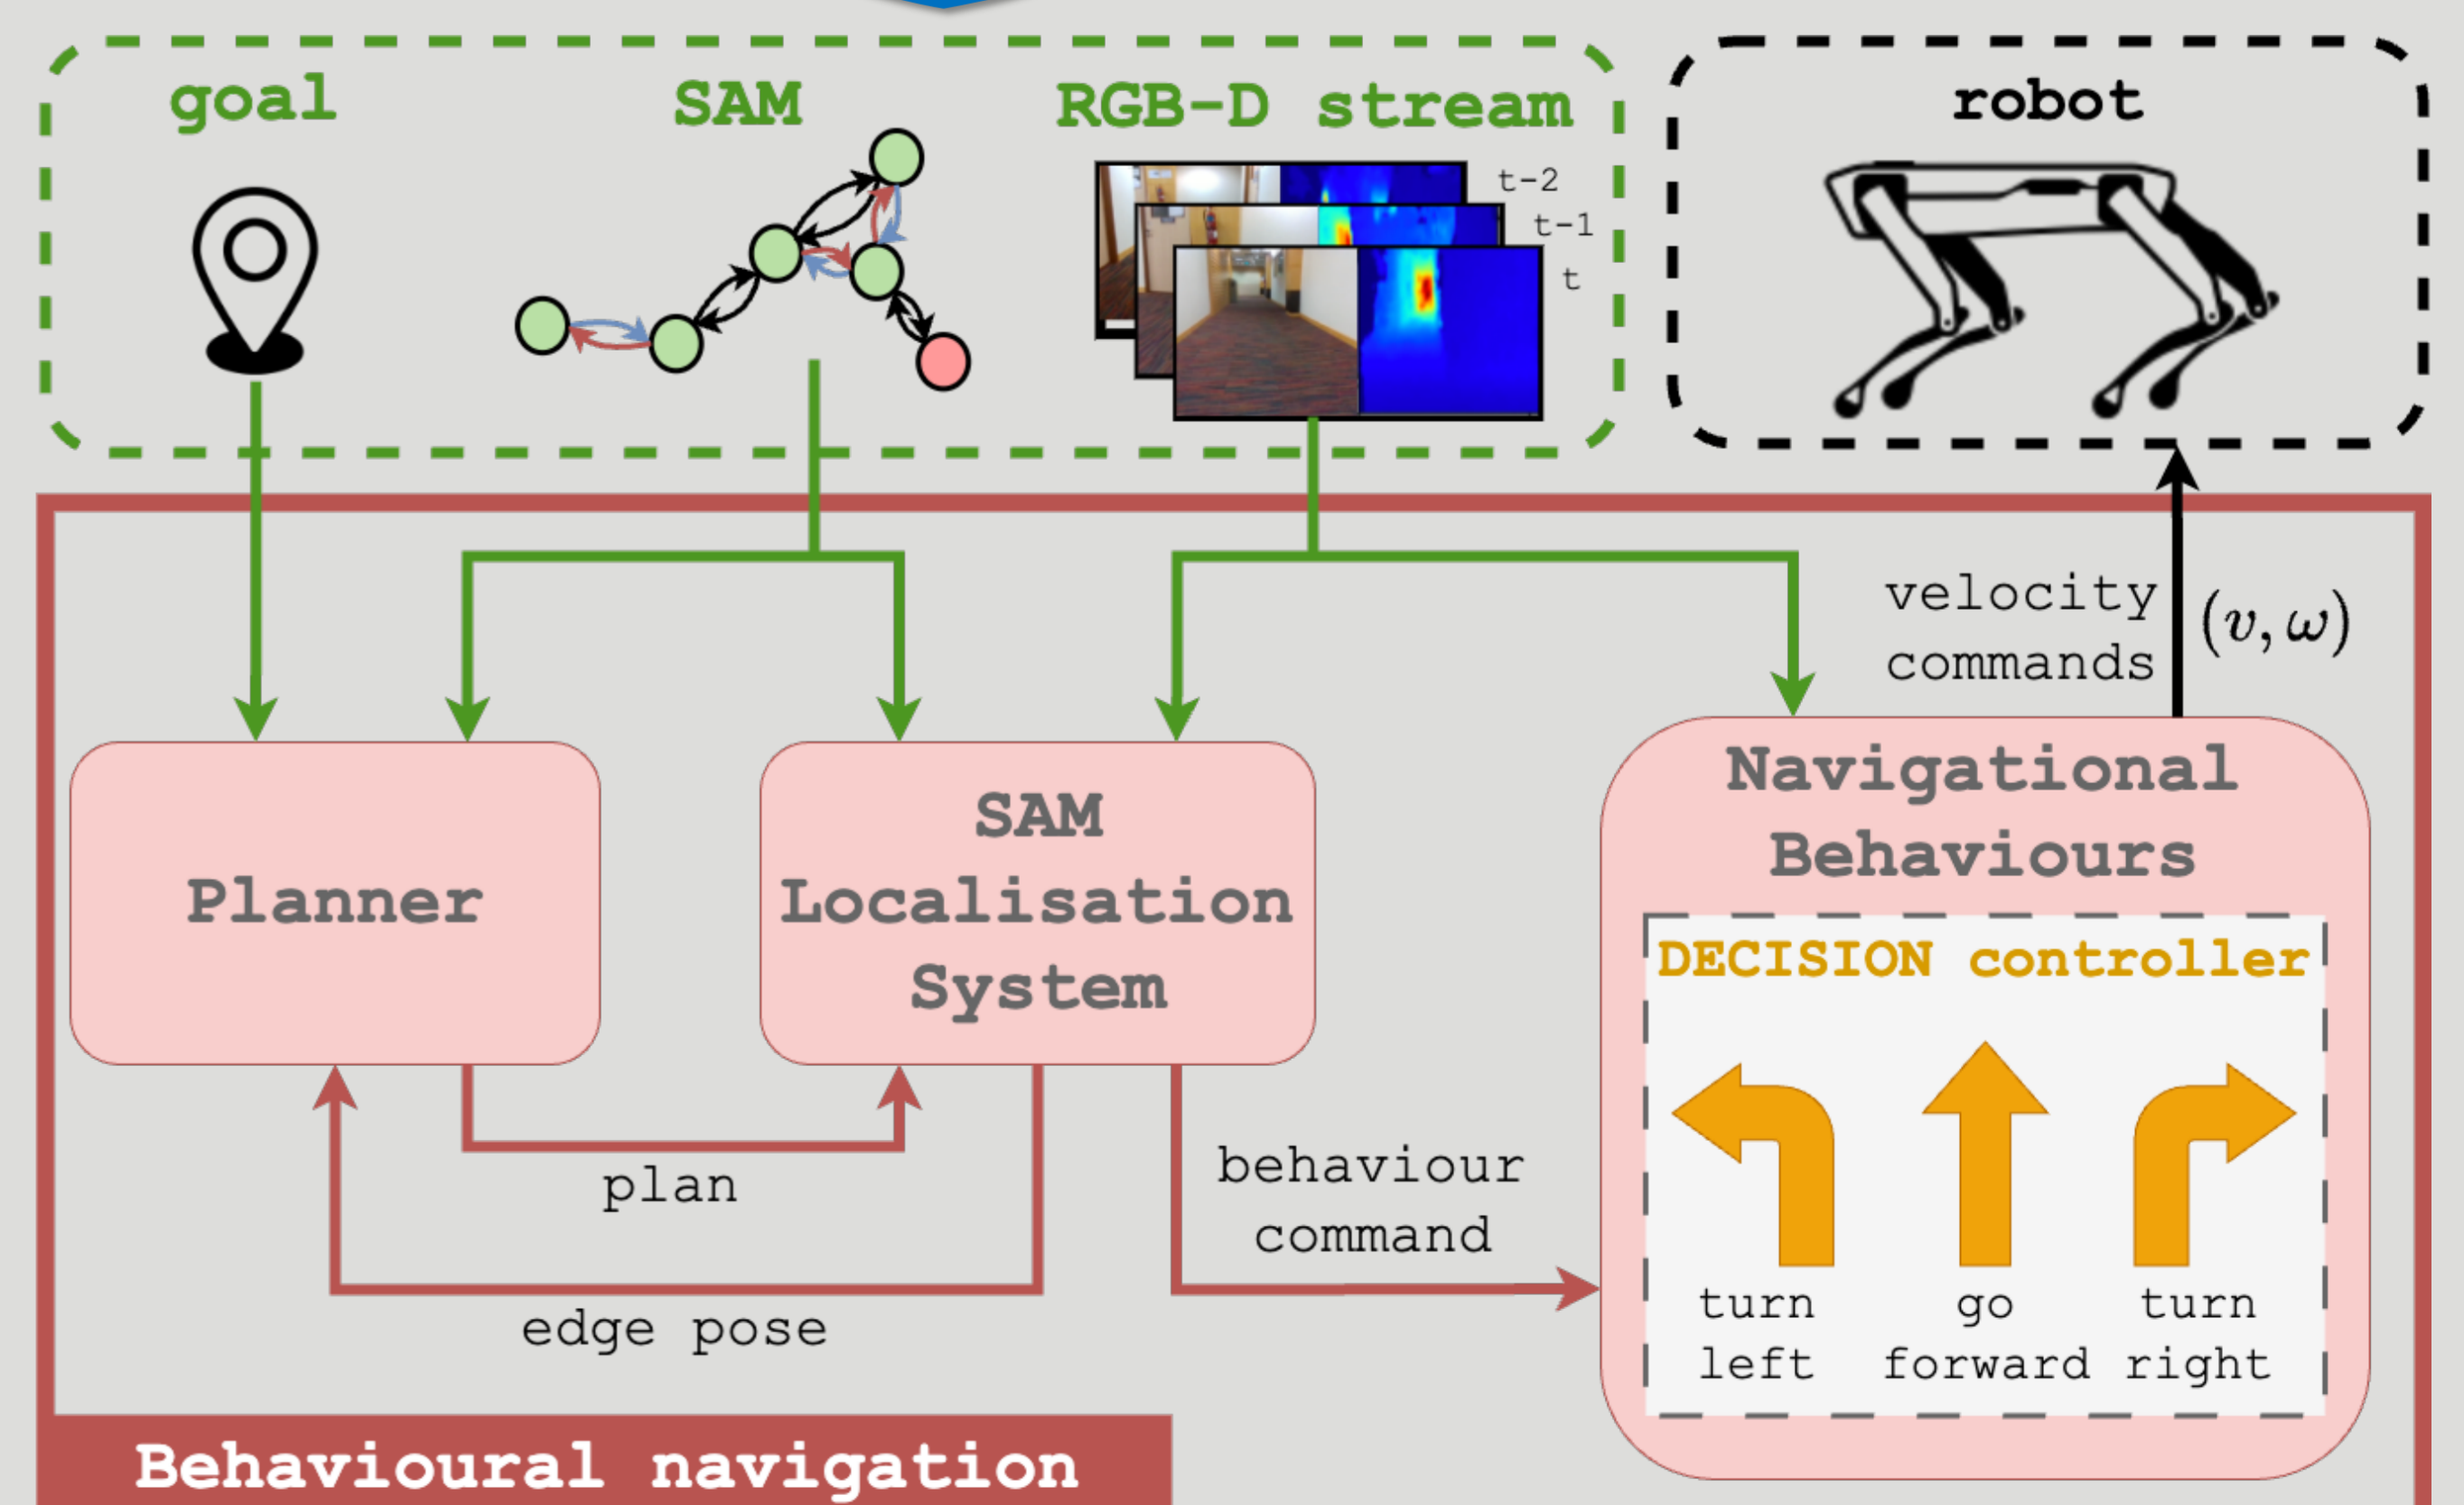 goal
SAM
RGB-D stream
robot
t-2
t-1
t
velocity
commands
(v, ω)
Planner
SAM
Localisation
System
Navigational
Behaviours
DECISION controller
turn
left
go
forward
turn
right
plan
edge pose
behaviour
command
Behavioural navigation